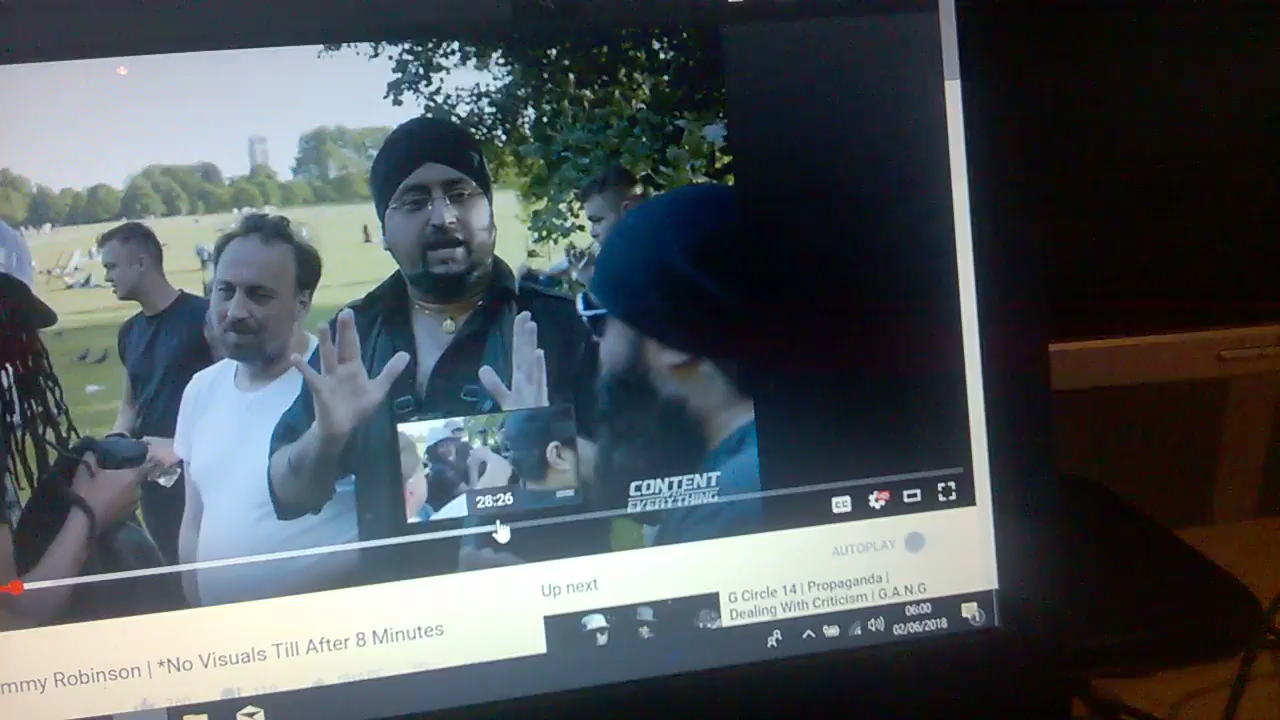 28:26
CONTENT
EVERYTHING
CC
AUTOPLAY
Up next
G Circle 14 | Propaganda |
Dealing With Criticism | G.A.N.G
mmy Robinson | *No Visuals Till After 8 Minutes
06:00
02/06/2018